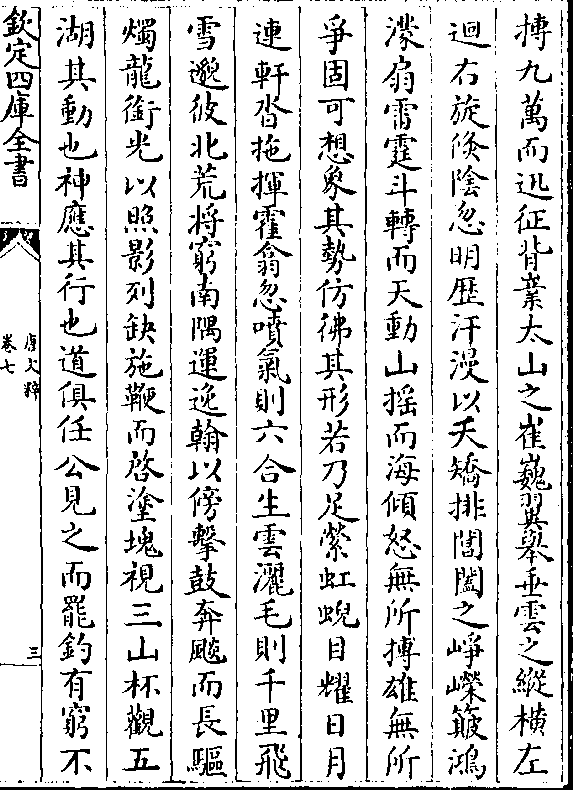 搏九萬而迅征背業太山之崔巍翼舉垂雲之縱橫左
迴右旋倐陰忽明歴汗漫以夭矯排閶闔之崢嶸簸鴻
濛扇雷霆斗轉而天動山揺而海傾怒無所搏雄無所
爭固可想象其勢仿彿其形若乃足縈虹蜺目耀日月
連軒沓拖揮霍翕忽噴氣則六合生雲灑毛則千里飛
雪邈彼北荒将窮南隅運逸翰以傍擊鼓奔飈而長驅
燭龍銜光以照影列缺施鞭而啓塗塊視三山杯觀五
湖其動也神應其行也道俱任公見之而罷釣有窮不
欽定四庫全書
唐文粹
卷七
三